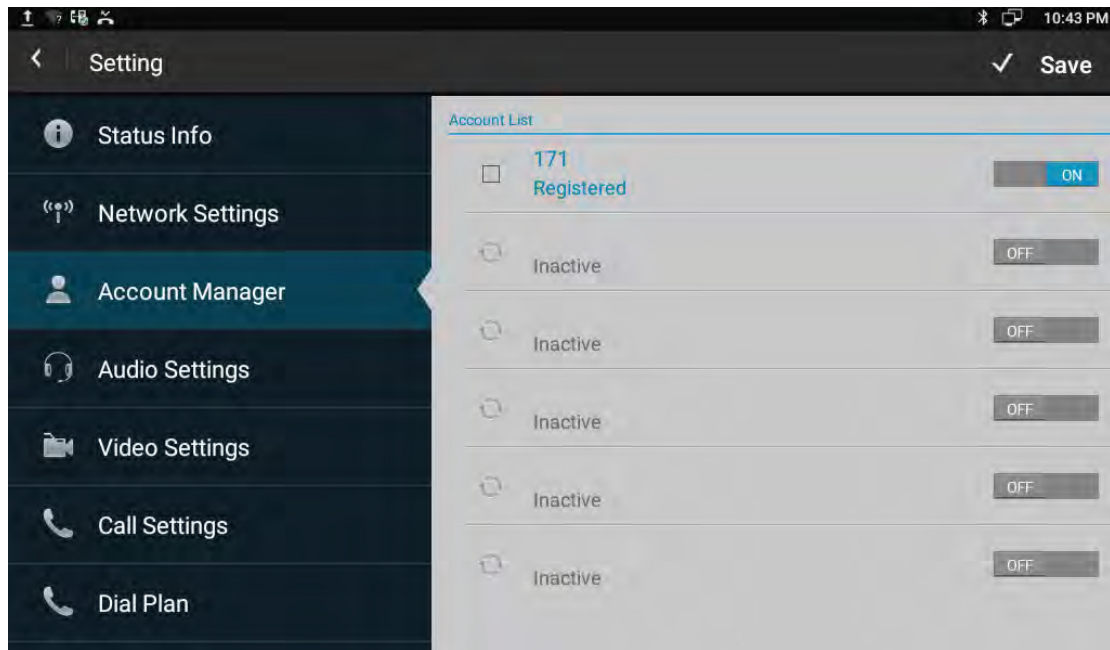 10:43 PM
Setting
Save
Status Info
Network Settings
Account Manager
Audio Settings
Video Settings
Call Settings
Dial Plan
Account List
171
Registered
ON
Inactive
OFF
Inactive
OFF
Inactive
OFF
Inactive
OFF
Inactive
OFF